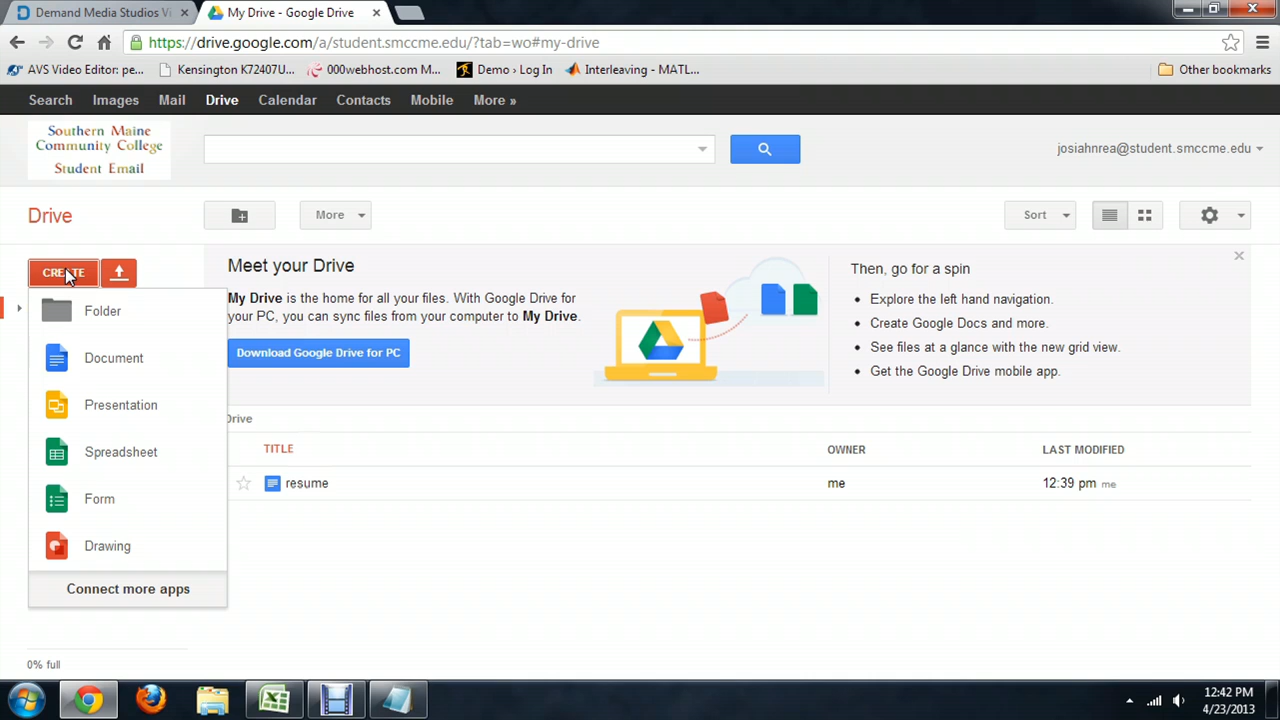 Demand Media Studios Vi
My Drive - Google Drive
https://drive.google.com/a/student.smccme.edu/?tab=wo#my-drive
AVS Video Editor: pe...
Kensington K72407U...
000webhost.com M...
Demo › Log In
Interleaving - MATL...
Other bookmarks
Search Images Mail Drive Calendar Contacts Mobile More »
Southern Maine
Community College
Student Email
josiahnrea@student.smccme.edu
Drive
More
Sort
CREATE
Folder
Document
Presentation
Spreadsheet
Form
Drawing
Connect more apps
0% full
Meet your Drive
My Drive is the home for all your files. With Google Drive for
your PC, you can sync files from your computer to My Drive.
Download Google Drive for PC
Then, go for a spin
Explore the left hand navigation.
Create Google Docs and more.
See files at a glance with the new grid view.
Get the Google Drive mobile app.
Drive
TITLE OWNER LAST MODIFIED
resume me 12:39 pm me
12:42 PM
4/23/2013